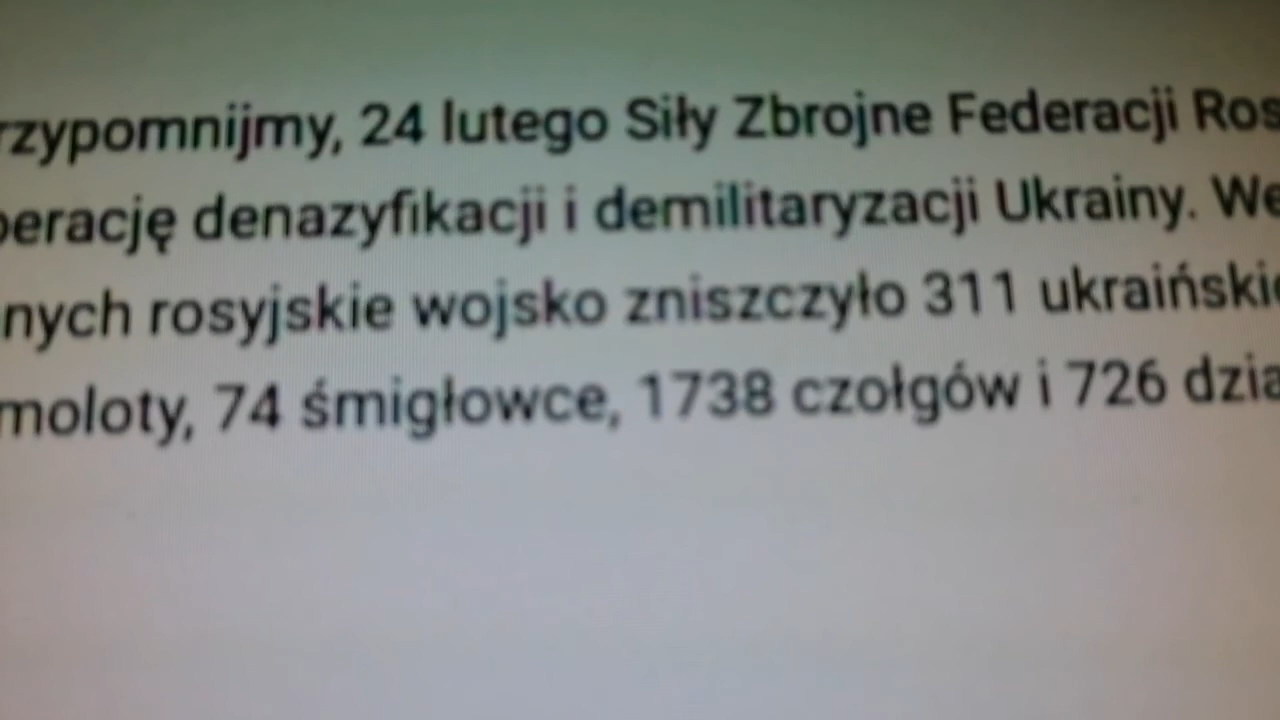 rzypomnijmy, 24 lutego Siły Zbrojne Federacji Ros
perację denazyfikacji i demilitaryzacji Ukrainy. We
nych rosyjskie wojsko zniszczyło 311 ukraińskie
moloty, 74 śmigłowce, 1738 czołgów i 726 dzia